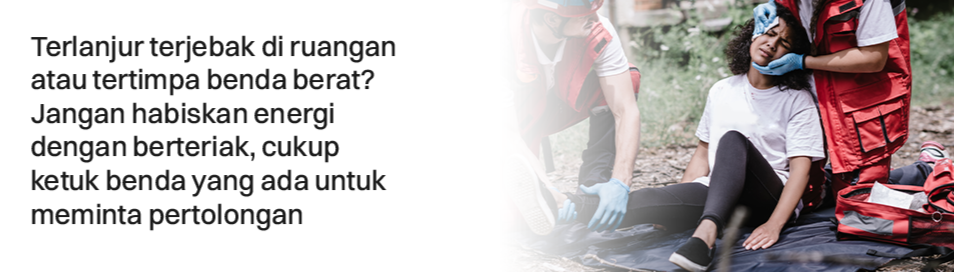 Terlanjur terjebak di ruangan
atau tertimpa benda berat?
Jangan habiskan energi
dengan berteriak, cukup
ketuk benda yang ada untuk
meminta pertolongan